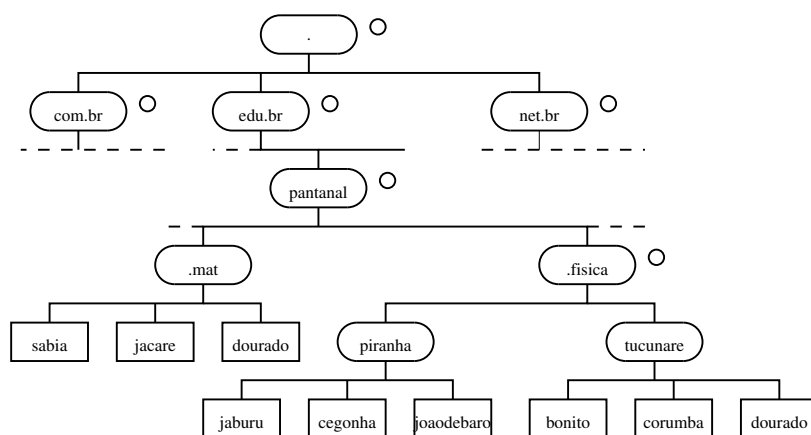 .
com.br edu.br net.br
pantanal
.mat .fisica
sabia jacare dourado piranha tucunare
jaburu cegonha joaodebaro bonito corumba dourado